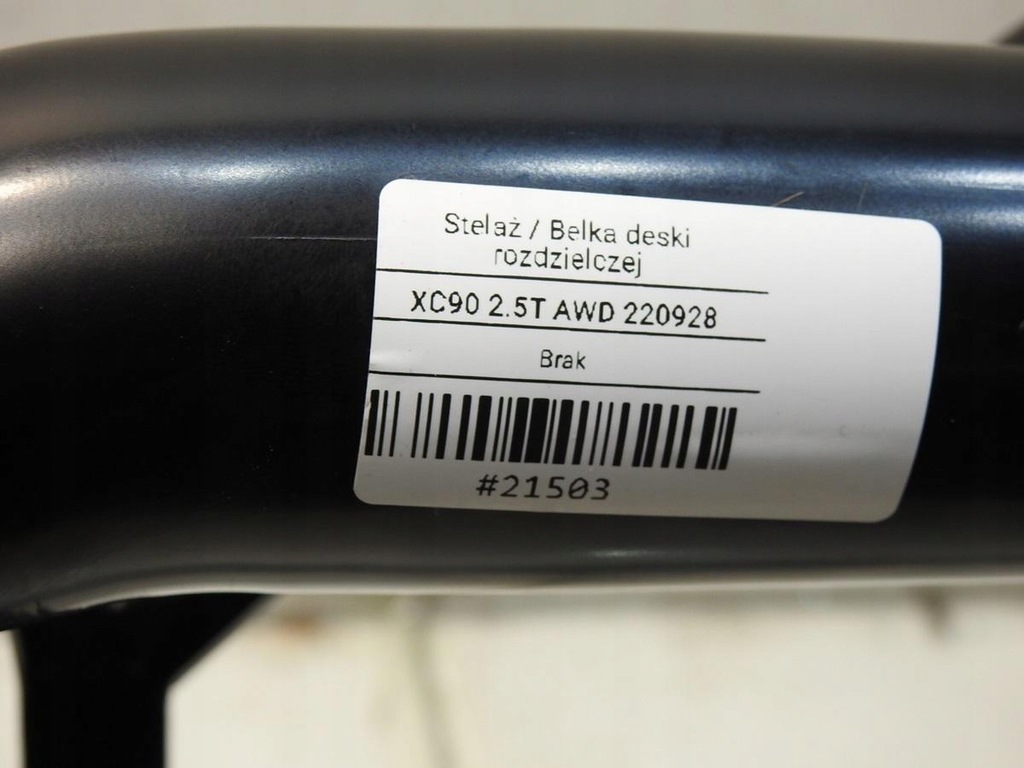 Stelaż / Belka deski
rozdzielczej
XC90 2.5T AWD 220928
Brak
#21503